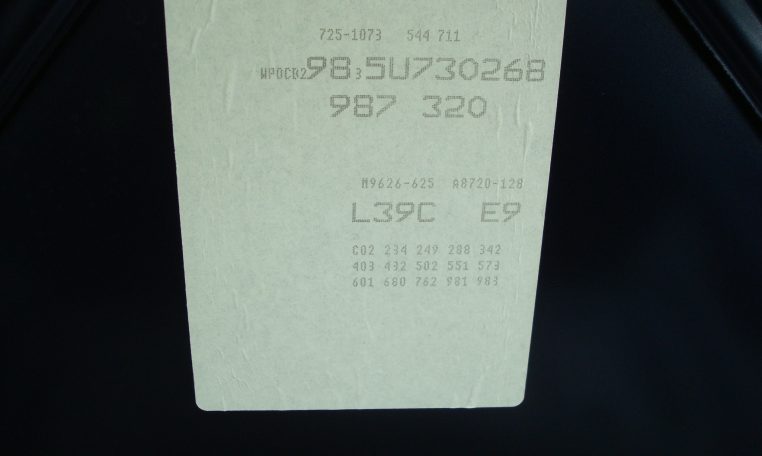 725-1073 544 711
WP0CB298 3 5U730268
987 320
M9626-625 A8720-128
L39C E9
C02 234 249 288 342
403 432 502 551 573
601 680 762 981 983